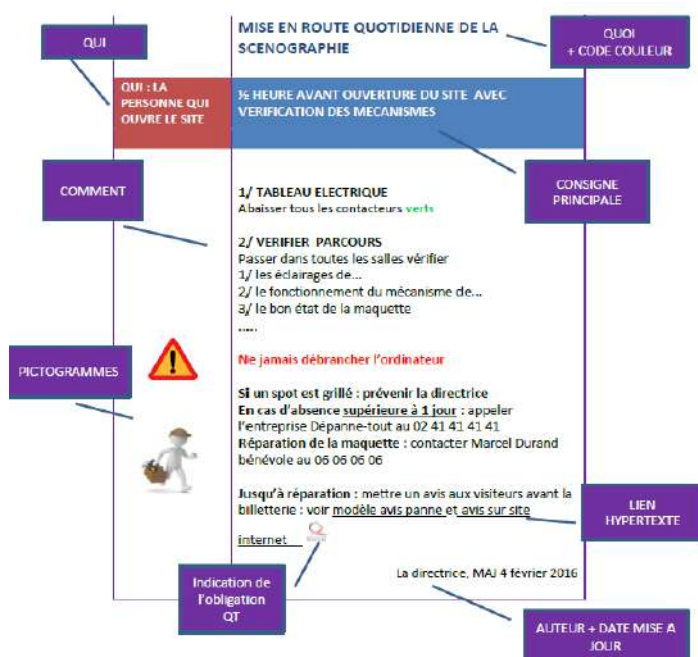 MISE EN ROUTE QUOTIDIENNE DE LA
SCENOGRAPHIE
QUI
QUOI
+ CODE COULEUR
QUI : LA
PERSONNE QUI
OUVRE LE SITE
½ HEURE AVANT OUVERTURE DU SITE AVEC
VERIFICATION DES MECANISMES
COMMENT
CONSIGNE
PRINCIPALE
1/ TABLEAU ELECTRIQUE
Abaisser tous les contacteurs verts
2/ VERIFIER PARCOURS
Passer dans toutes les salles vérifier
1/ les éclairages de...
2/ le fonctionnement du mécanisme de...
3/ le bon état de la maquette
.....
Ne jamais débrancher l'ordinateur
PICTOGRAMMES
Si un spot est grillé : prévenir la directrice
En cas d'absence supérieure à 1 jour : appeler
l'entreprise Dépanne-tout au 02 41 41 41 41
Réparation de la maquette : contacter Marcel Durand
bénévole au 06 06 06 06
Jusqu'à réparation : mettre un avis aux visiteurs avant la
billetterie : voir modèle avis panne et avis sur site
internet
LIEN
HYPERTEXTE
Indication de
l'obligation
QT
La directrice, MAJ 4 février 2016
AUTEUR + DATE MISE A
JOUR